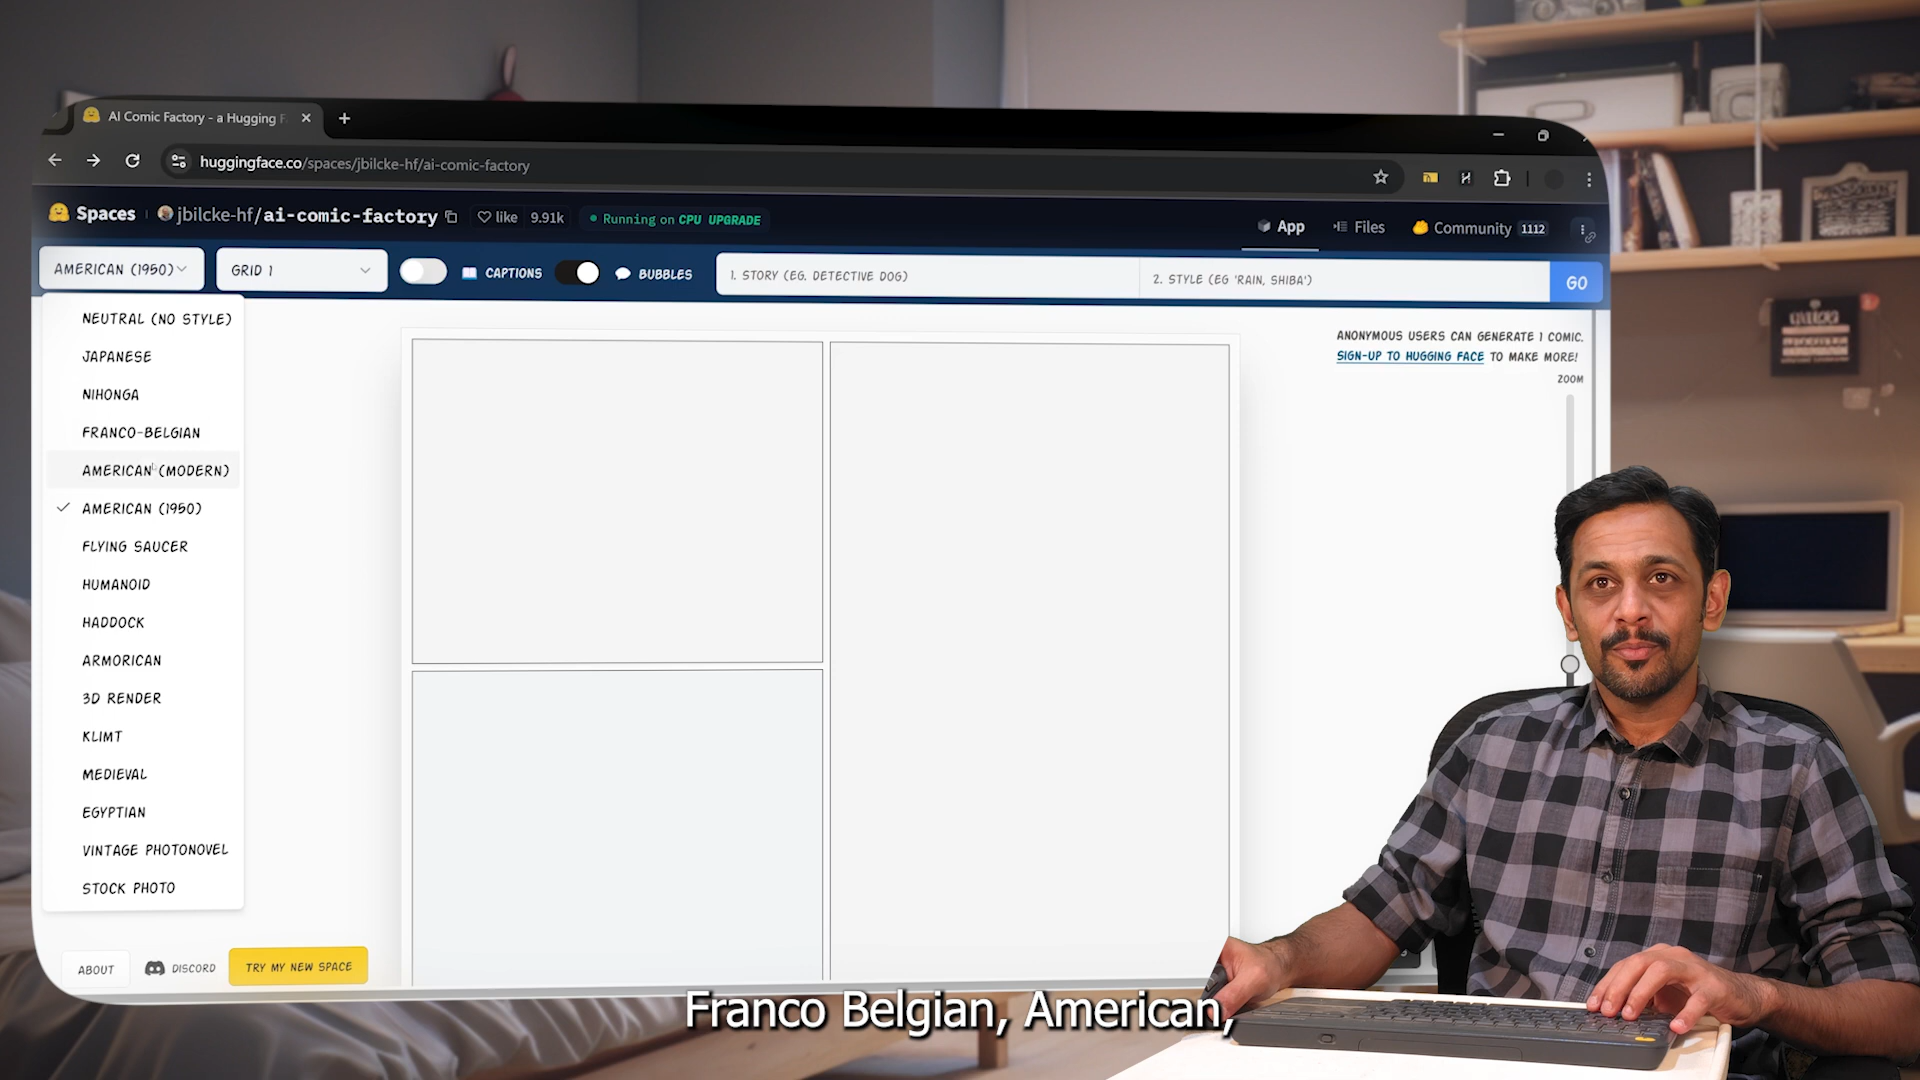 AI Comic Factory - a Hugging F
huggingface.co/spaces/jbilcke-hf/ai-comic-factory
Spaces jbilcke-hf/ai-comic-factory like 9.91k Running on CPU UPGRADE App Files Community 1112
AMERICAN (1950) GRID 1 CAPTIONS BUBBLES 1. STORY (EG. DETECTIVE DOG) 2. STYLE (EG 'RAIN, SHIBA') GO
NEUTRAL (NO STYLE)
JAPANESE
NIHONGA
FRANCO-BELGIAN
AMERICAN (MODERN)
AMERICAN (1950)
FLYING SAUCER
HUMANOID
HADDOCK
ARMORICAN
3D RENDER
KLIMT
MEDIEVAL
EGYPTIAN
VINTAGE PHOTONOVEL
STOCK PHOTO
ANONYMOUS USERS CAN GENERATE 1 COMIC.
SIGN-UP TO HUGGING FACE TO MAKE MORE!
ZOOM
ABOUT DISCORD TRY MY NEW SPACE
Franco Belgian, American,